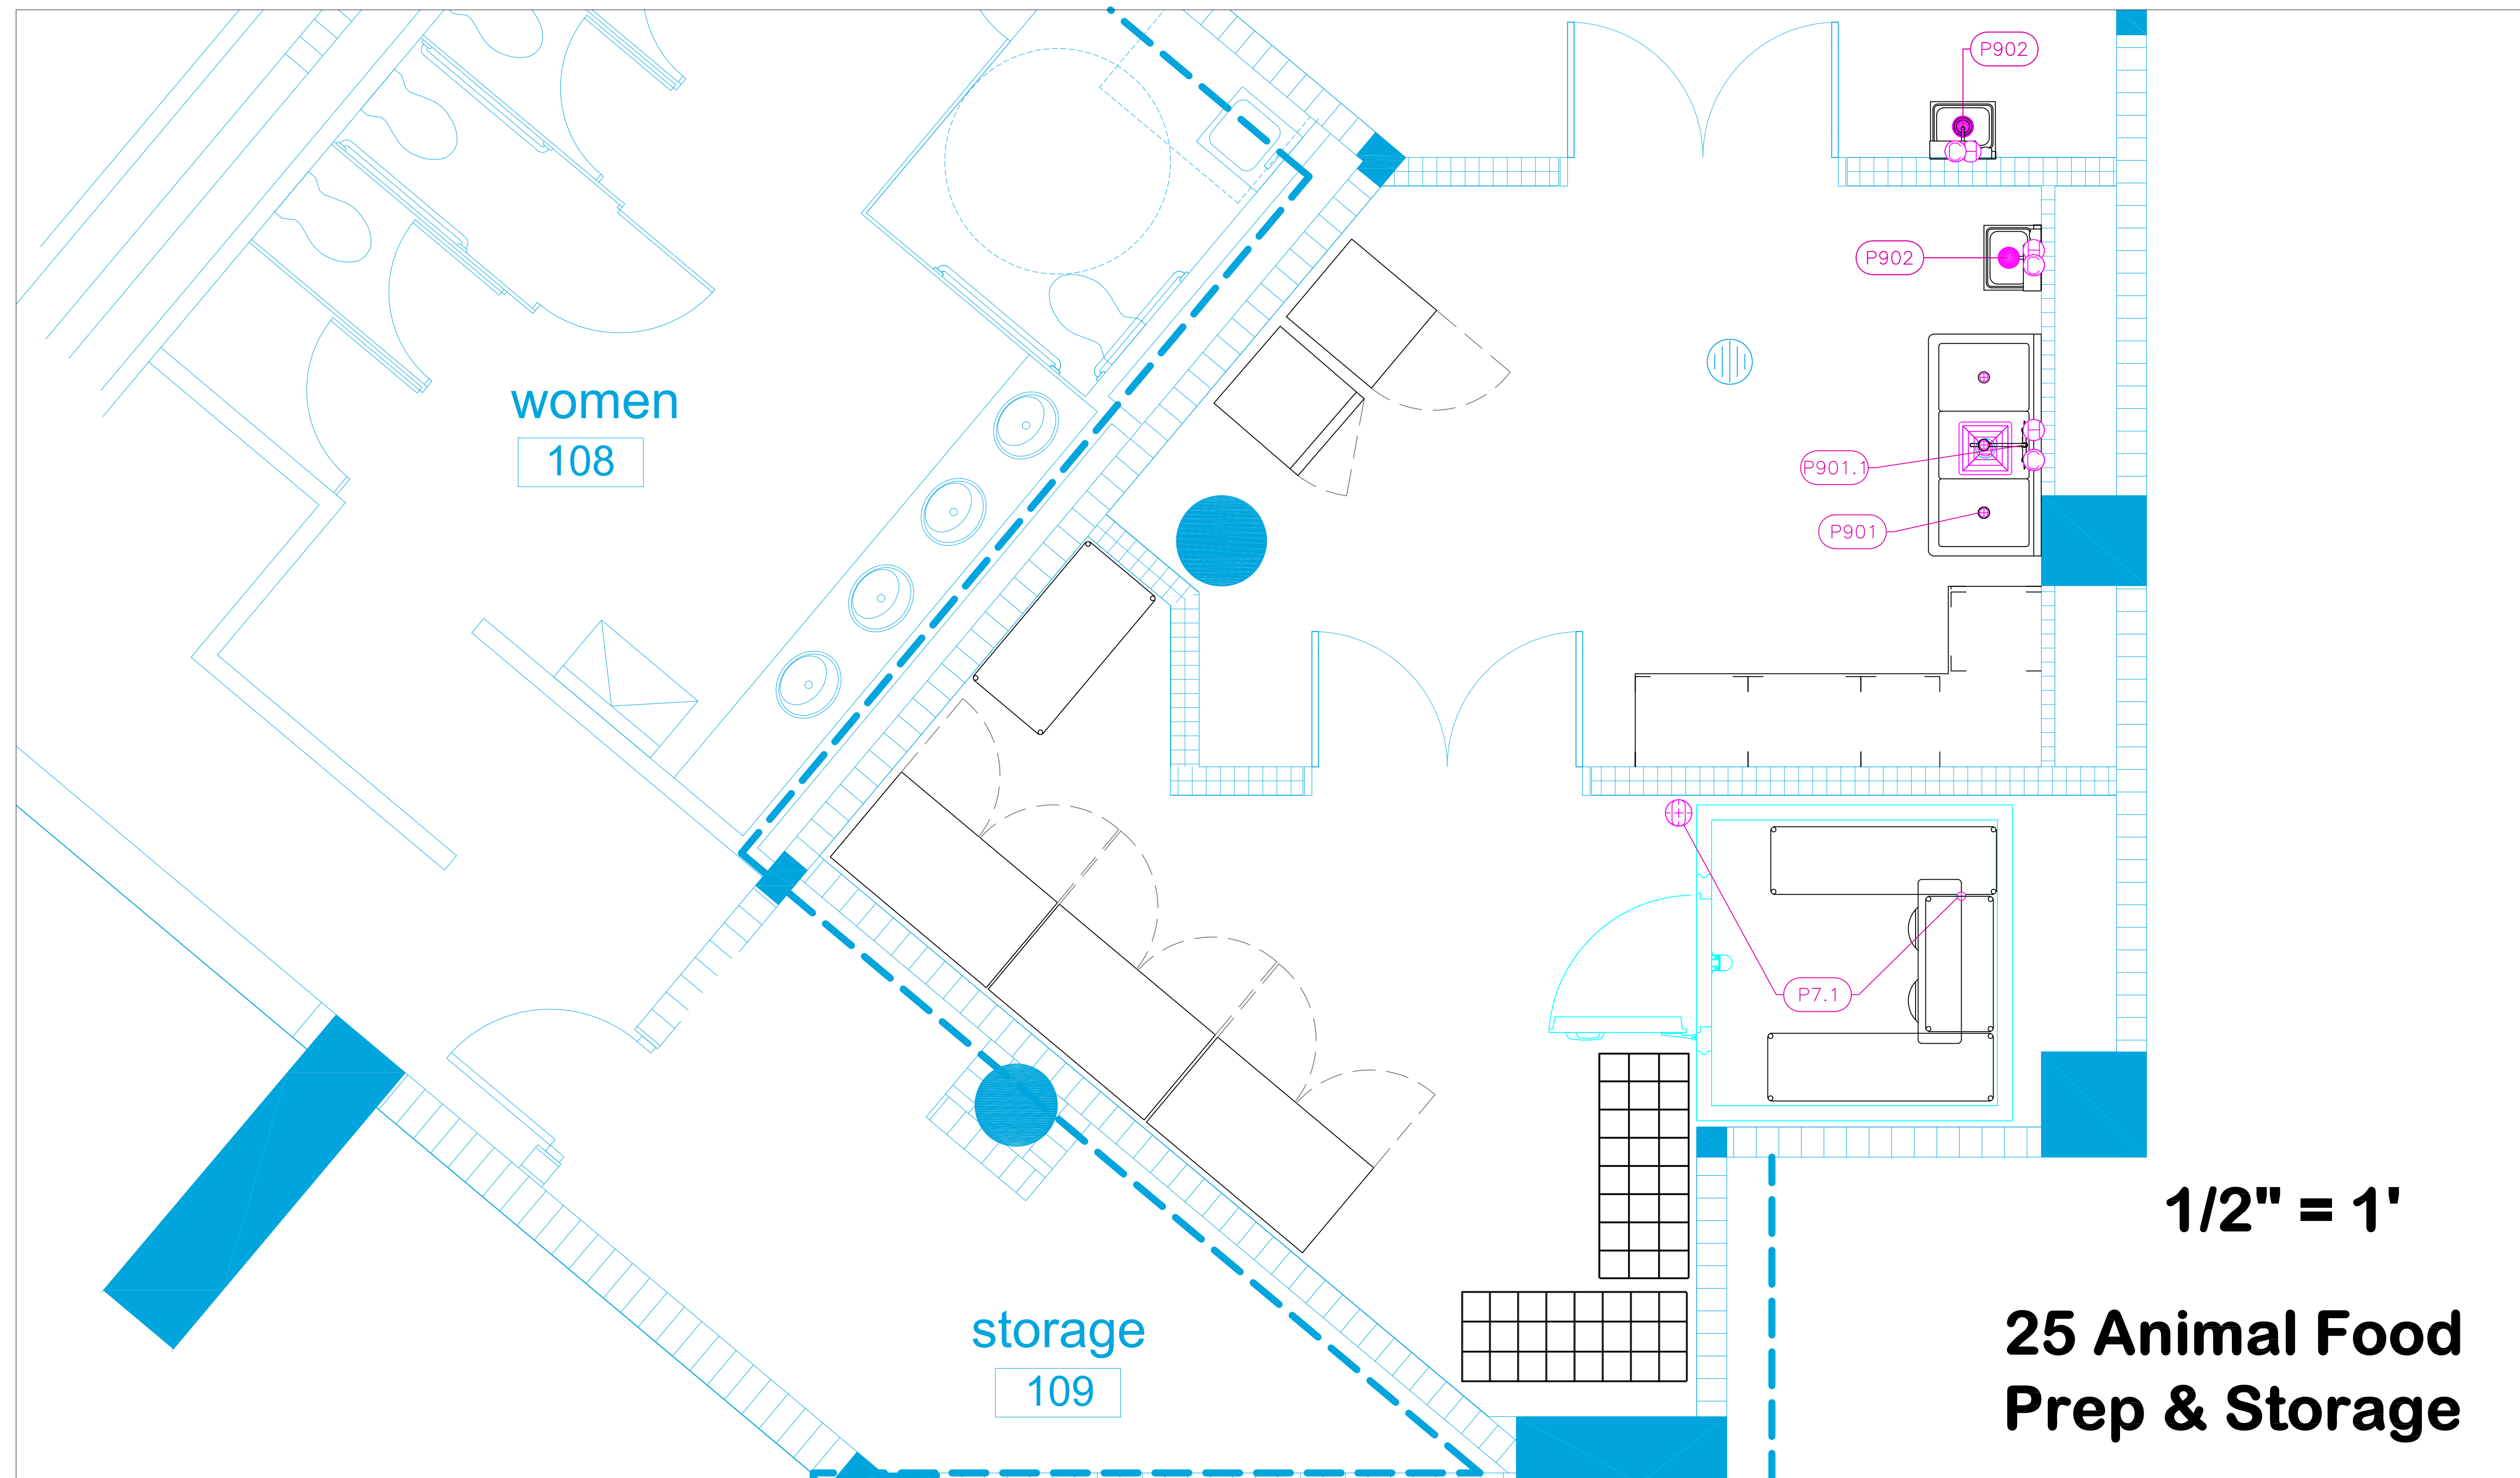 P902
P902
women
108
P901.1
P901
P7.1
1/2" = 1'
storage
109
25 Animal Food
Prep & Storage